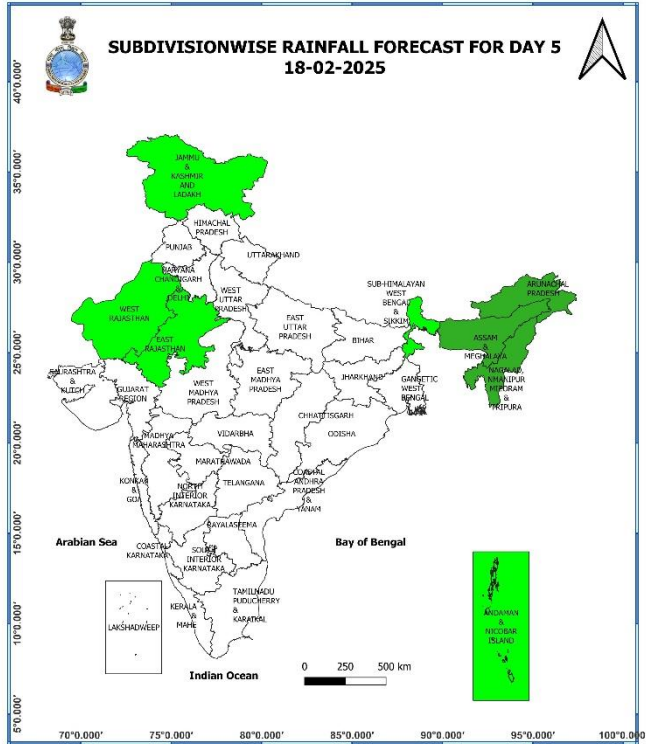 SUBDIVISIONWISE RAINFALL FORECAST FOR DAY 5
18-02-2025
40°0.000'
35°0.000'
30°0.000'
25°0.000'
20°0.000'
15°0.000'
10°0.000'
5°0.000'
JAMMU
&
KASHMIR
AND
LADAKH
HIMACHAL
PRADESH
PUNJAB
UTTARAKHAND
HARYANA
CHANDIGARH
&
DELHI
WEST
UTTAR
PRADESH
SUB-HIMALAYAN
WEST
BENGAL
&
SIKKIM
ARUNACHAL
PRADESH
WEST
RAJASTHAN
EAST
RAJASTHAN
EAST
UTTAR
PRADESH
BIHAR
ASSAM
&
MEGHALAYA
SAURASHTRA
&
KUTCH
GUJARAT
REGION
WEST
MADHYA
PRADESH
EAST
MADHYA
PRADESH
JHARKHAND
GANGETIC
WEST
BENGAL
MIZORAM
&
TRIPURA
CHHATTISGARH
ODISHA
VIDARBHA
MADHYA
MAHARASHTRA
MARATHAWADA
TELANGANA
KONKAN
&
GOA
NORTH
INTERIOR
KARNATAKA
COASTAL
ANDHRA
PRADESH
&
YANAM
RAYALASEEMA
Arabian Sea
Bay of Bengal
COASTAL
KARNATAKA
SOUTH
INTERIOR
KARNATAKA
TAMILNADU
PUDUCHERRY
&
KARAIKAL
KERALA
&
MAHE
LAKSHADWEEP
ANDAMAN
&
NICOBAR
ISLAND
Indian Ocean
0 250 500 km
70°0.000' 75°0.000' 80°0.000' 85°0.000' 90°0.000' 95°0.000' 100°0.000'